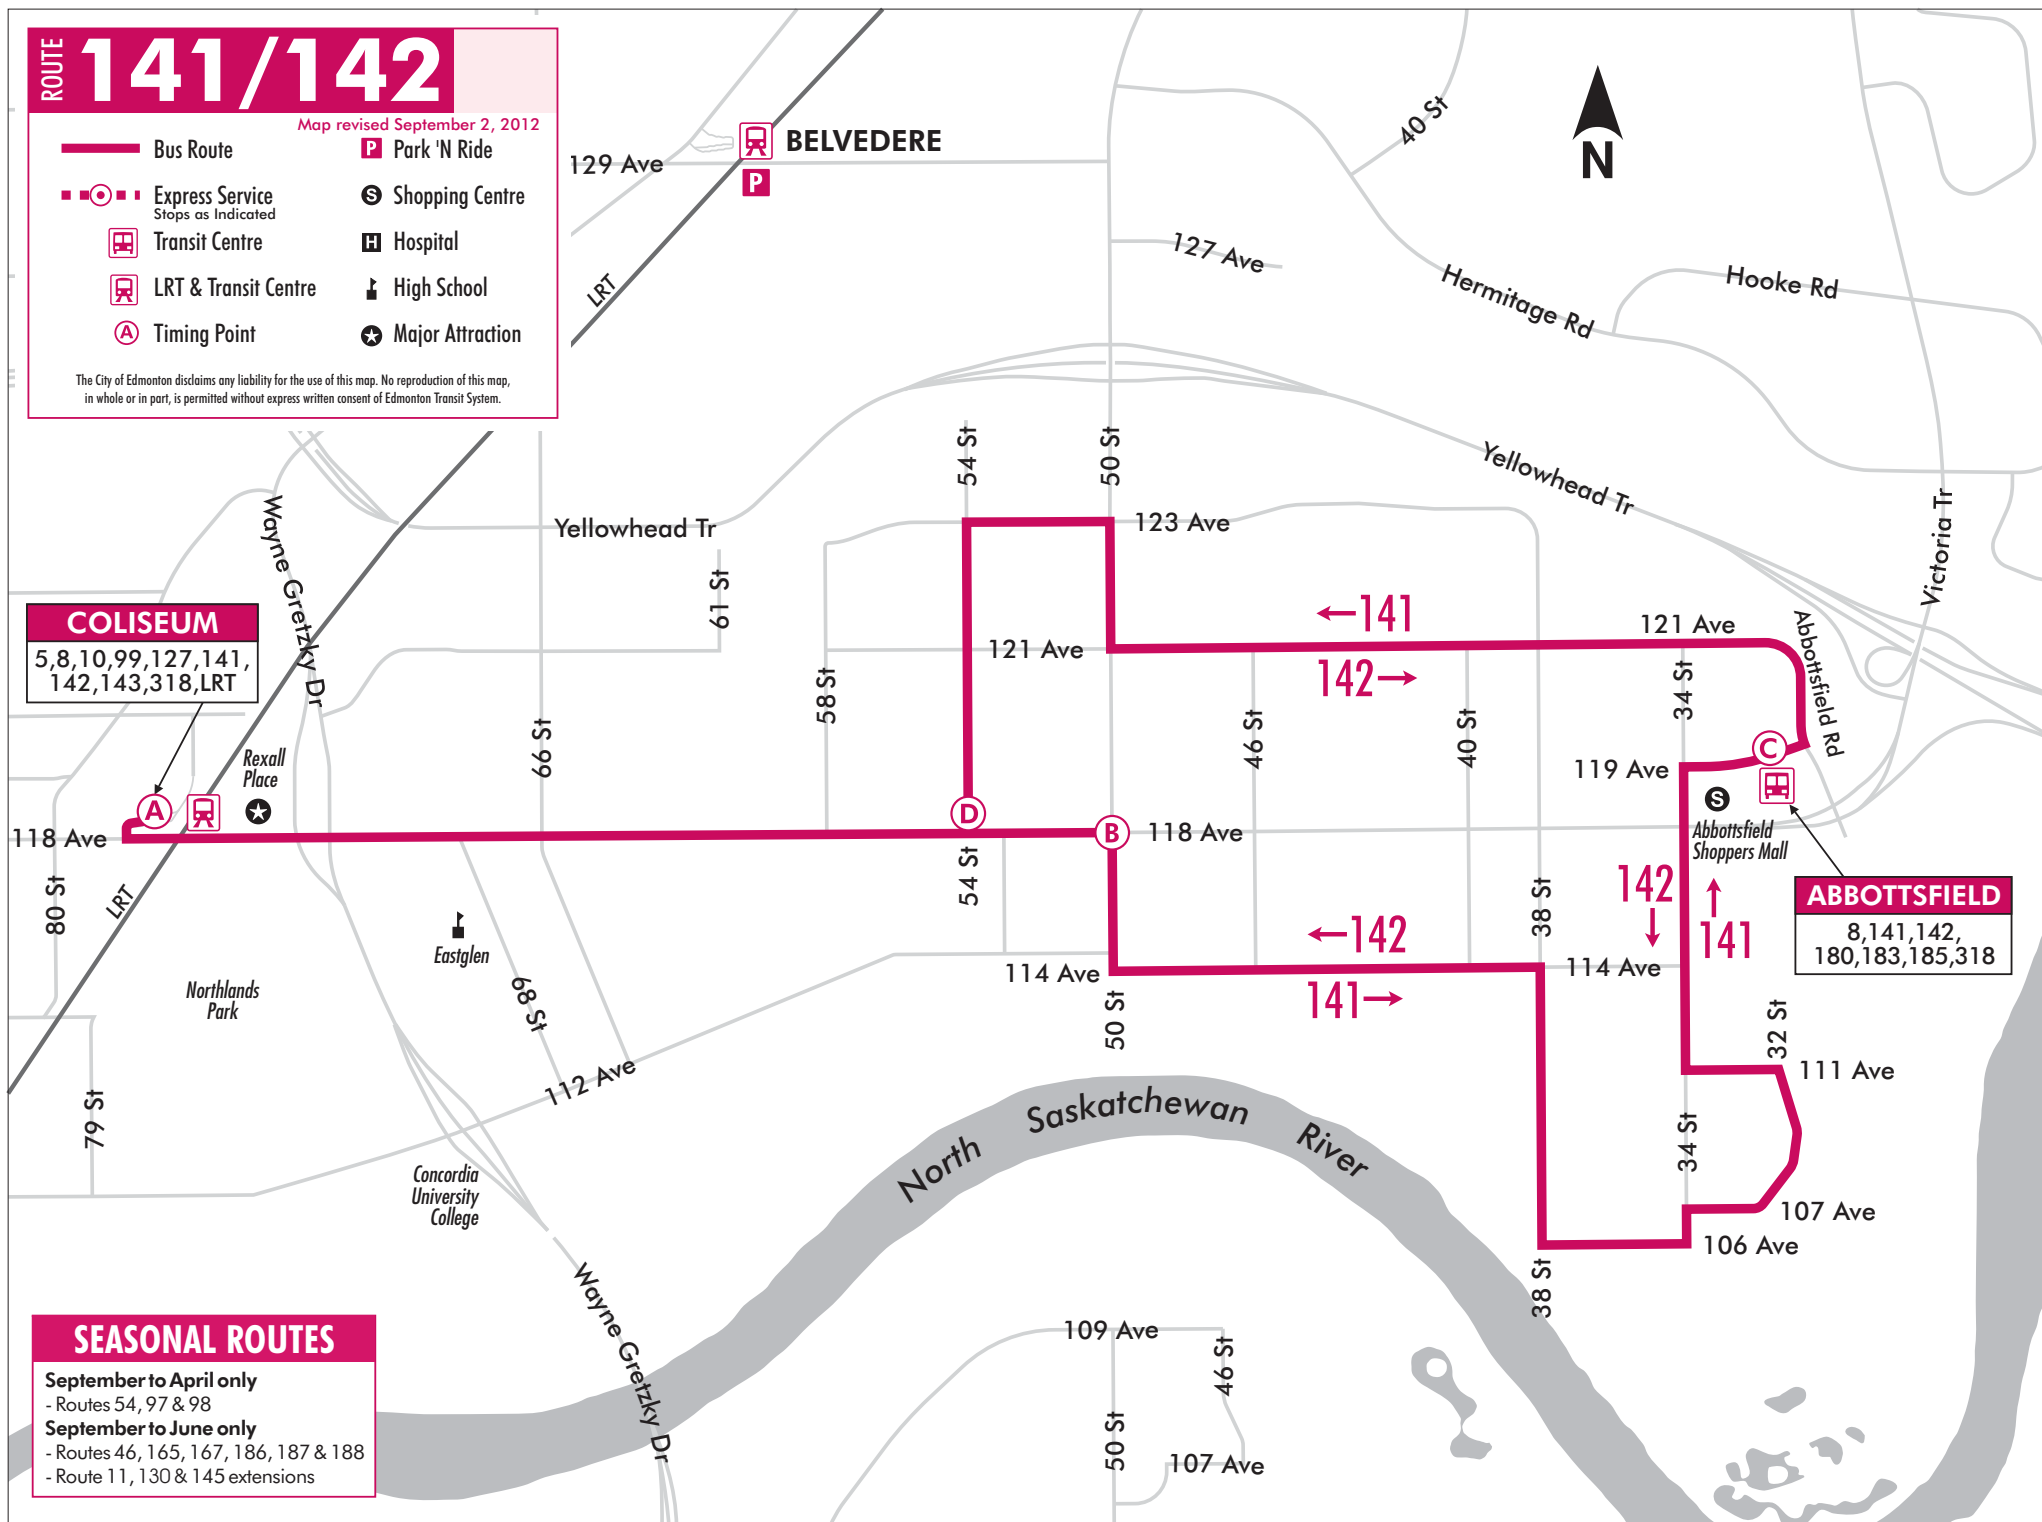 ROUTE 141/142
Map revised September 2, 2012
Bus Route
Park 'N Ride
Express Service
Stops as Indicated
Shopping Centre
Transit Centre
Hospital
LRT & Transit Centre
High School
Timing Point
Major Attraction
P
S
H
A
The City of Edmonton disclaims any liability for the use of this map. No reproduction of this map,
in whole or in part, is permitted without express written consent of Edmonton Transit System.
BELVEDERE
P
129 Ave
LRT
40 St
N
127 Ave
Hermitage Rd
Hooke Rd
Yellowhead Tr
Victoria Tr
54 St
50 St
Yellowhead Tr
123 Ave
Wayne Gretzky Dr
61 St
COLISEUM
5,8,10,99,127,141,
142,143,318,LRT
←141
142→
121 Ave
121 Ave
Abbottsfield Rd
58 St
66 St
46 St
40 St
34 St
Rexall
Place
119 Ave
C
S
A
D
B
118 Ave
118 Ave
Abbottsfield
Shoppers Mall
54 St
80 St
LRT
38 St
142
↓
↑
141
ABBOTTSFIELD
8,141,142,
180,183,185,318
Eastglen
←142
141→
114 Ave
114 Ave
Northlands
Park
68 St
50 St
32 St
112 Ave
111 Ave
79 St
34 St
North Saskatchewan River
Concordia
University
College
107 Ave
106 Ave
38 St
Wayne Gretzky Dr
109 Ave
46 St
50 St
107 Ave
SEASONAL ROUTES
September to April only
- Routes 54, 97 & 98
September to June only
- Routes 46, 165, 167, 186, 187 & 188
- Route 11, 130 & 145 extensions